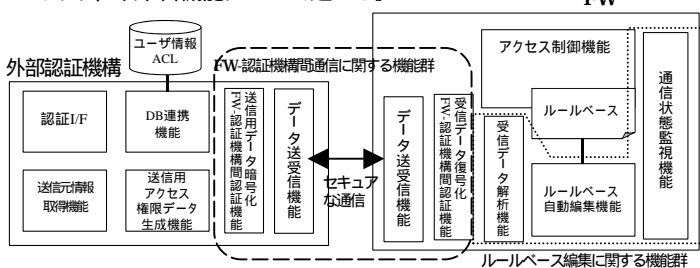 FW
ユーザ情報
ACL
外部認証機構
FW-認証機構間通信に関する機能群
認証I/F
DB連携
機能
送信元情報
取得機能
送信用
アクセス
権限データ
生成機能
送信用データ暗号化
FW-認証機構間認証機能
データ送受信機能
セキュア
な通信
データ送受信機能
受信データ復号化
FW-認証機構間認証機能
受信データ解析機能
アクセス制御機能
ルールベース
ルールベース
自動編集機能
通信状態監視機能
ルールベース編集に関する機能群